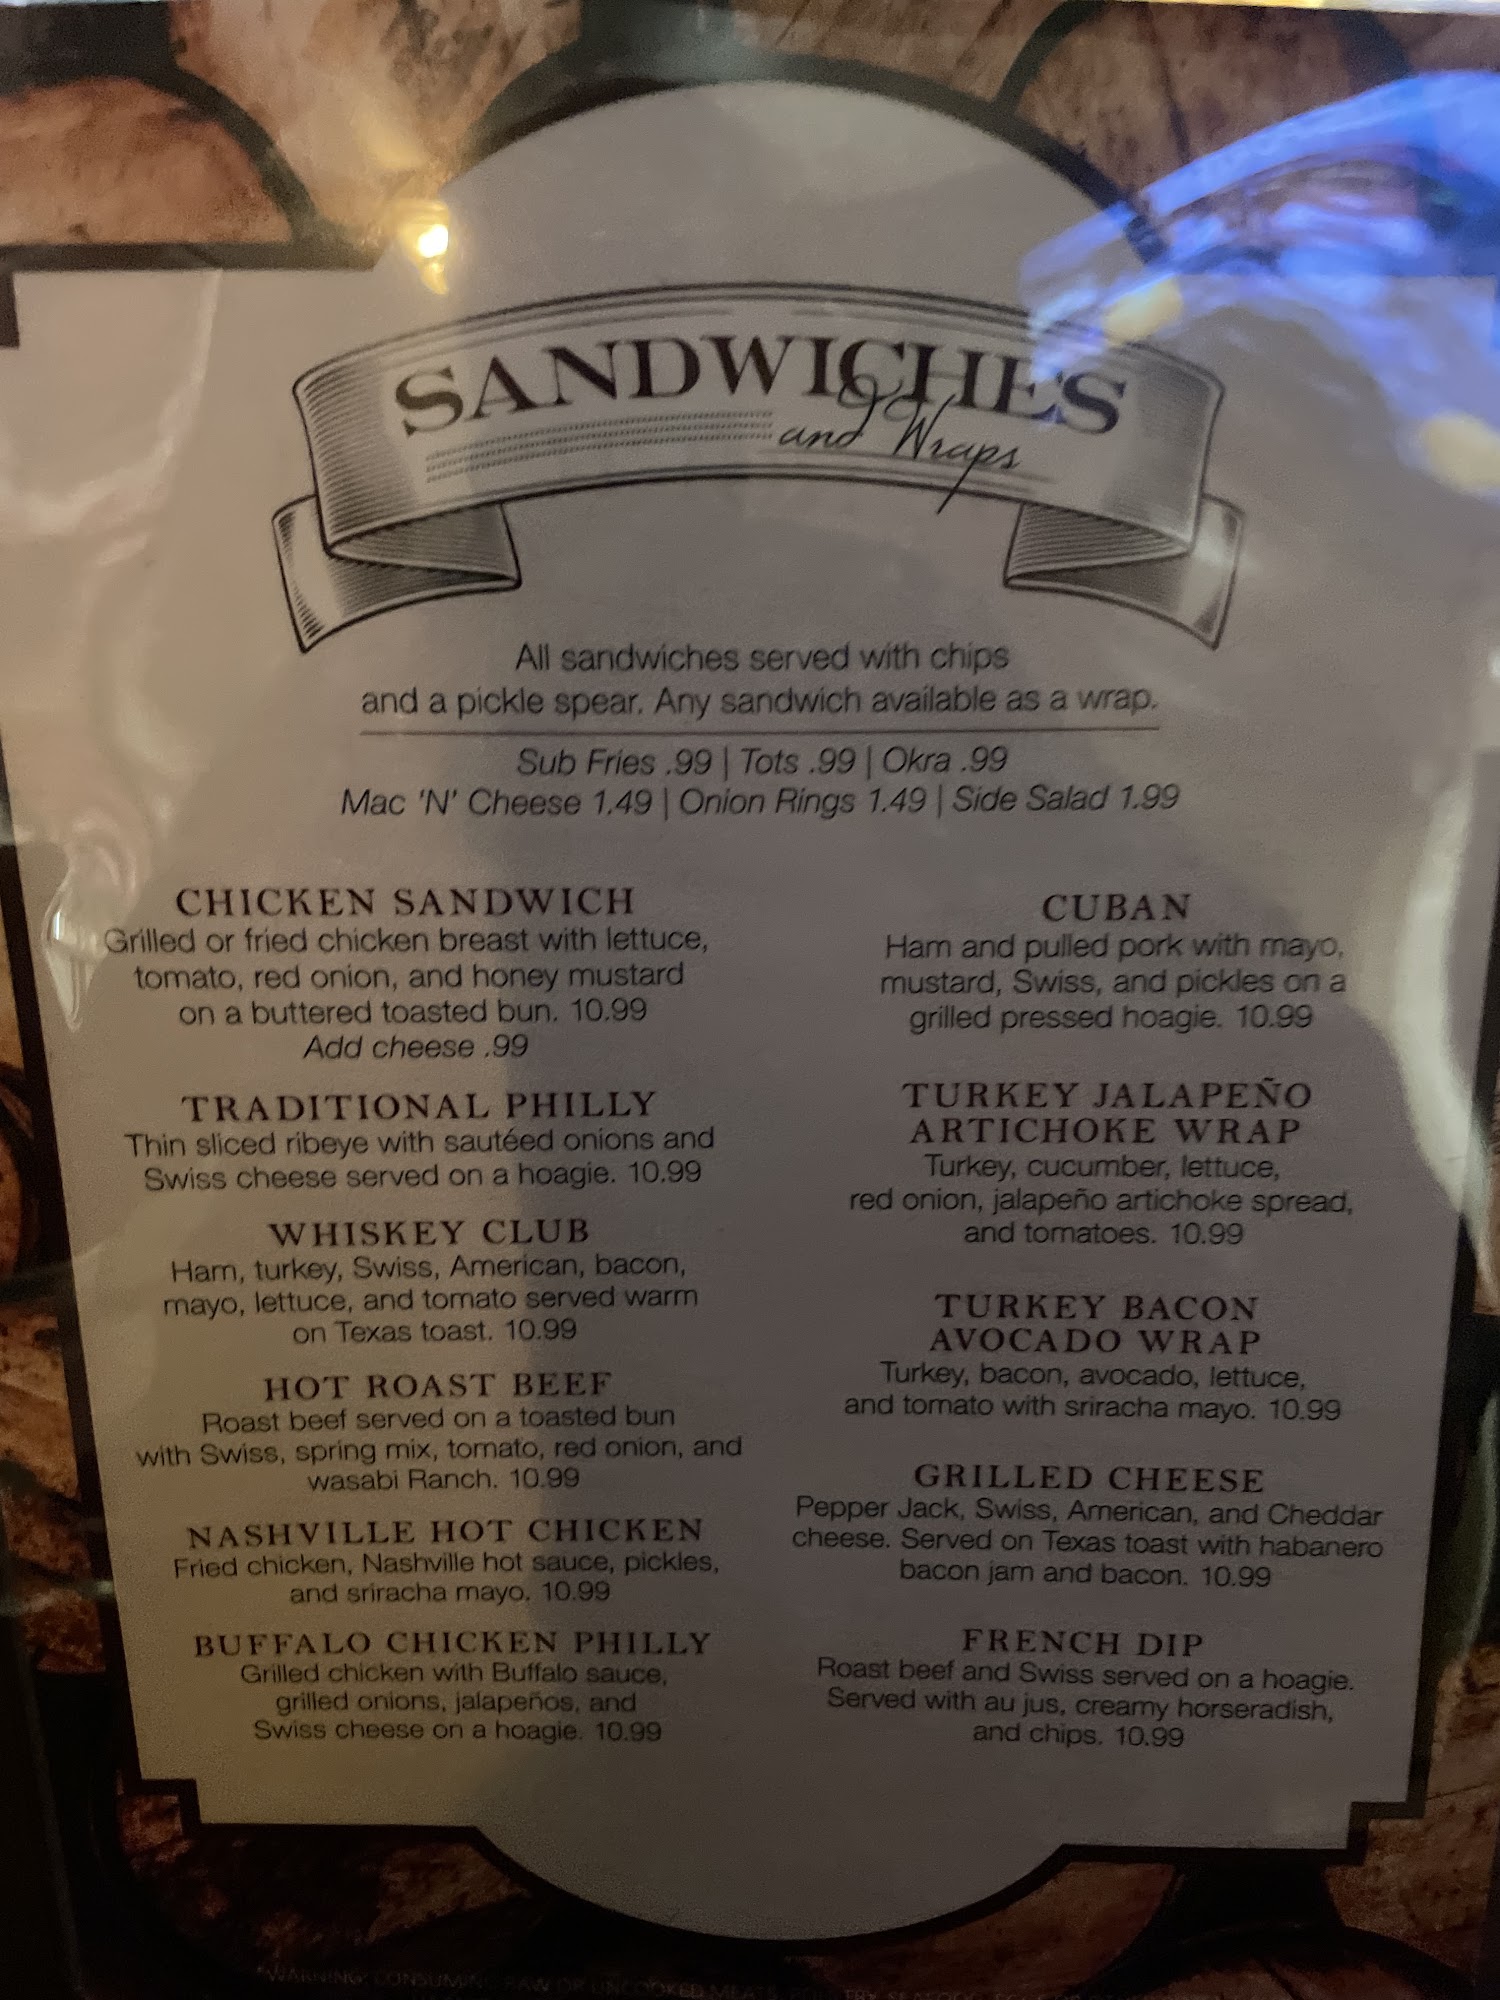 SANDWICHES
and Wraps
All sandwiches served with chips
and a pickle spear. Any sandwich available as a wrap.
Sub Fries .99 | Tots .99 | Okra .99
Mac 'N' Cheese 1.49 | Onion Rings 1.49 | Side Salad 1.99
CHICKEN SANDWICH
Grilled or fried chicken breast with lettuce,
tomato, red onion, and honey mustard
on a buttered toasted bun. 10.99
Add cheese .99
TRADITIONAL PHILLY
Thin sliced ribeye with sautéed onions and
Swiss cheese served on a hoagie. 10.99
WHISKEY CLUB
Ham, turkey, Swiss, American, bacon,
mayo, lettuce, and tomato served warm
on Texas toast. 10.99
HOT ROAST BEEF
Roast beef served on a toasted bun
with Swiss, spring mix, tomato, red onion, and
wasabi Ranch. 10.99
NASHVILLE HOT CHICKEN
Fried chicken, Nashville hot sauce, pickles,
and sriracha mayo. 10.99
BUFFALO CHICKEN PHILLY
Grilled chicken with Buffalo sauce,
grilled onions, jalapeños, and
Swiss cheese on a hoagie. 10.99
CUBAN
Ham and pulled pork with mayo,
mustard, Swiss, and pickles on a
grilled pressed hoagie. 10.99
TURKEY JALAPEÑO
ARTICHOKE WRAP
Turkey, cucumber, lettuce,
red onion, jalapeño artichoke spread,
and tomatoes. 10.99
TURKEY BACON
AVOCADO WRAP
Turkey, bacon, avocado, lettuce,
and tomato with sriracha mayo. 10.99
GRILLED CHEESE
Pepper Jack, Swiss, American, and Cheddar
cheese. Served on Texas toast with habanero
bacon jam and bacon. 10.99
FRENCH DIP
Roast beef and Swiss served on a hoagie.
Served with au jus, creamy horseradish,
and chips. 10.99
*WARNING: CONSUMING RAW OR UNCOOKED MEATS, POULTRY, SEAFOOD,